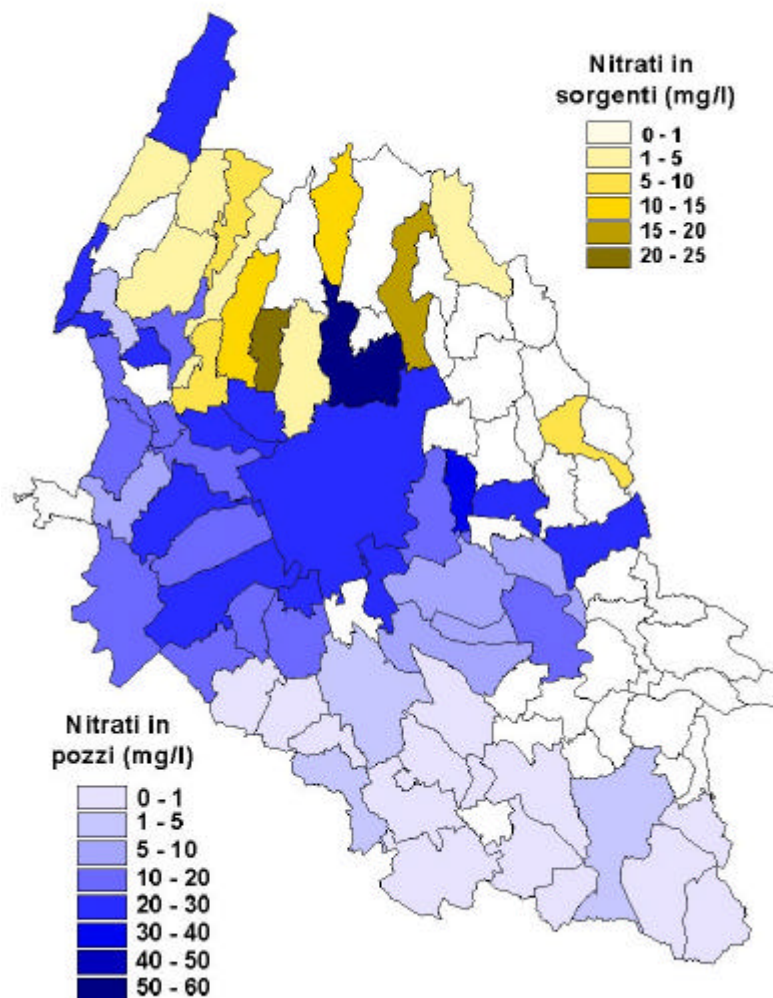 Nitrati in
sorgenti (mg/l)
0 - 1
1 - 5
5 - 10
10 - 15
15 - 20
20 - 25
Nitrati in
pozzi (mg/l)
0 - 1
1 - 5
5 - 10
10 - 20
20 - 30
30 - 40
40 - 50
50 - 60